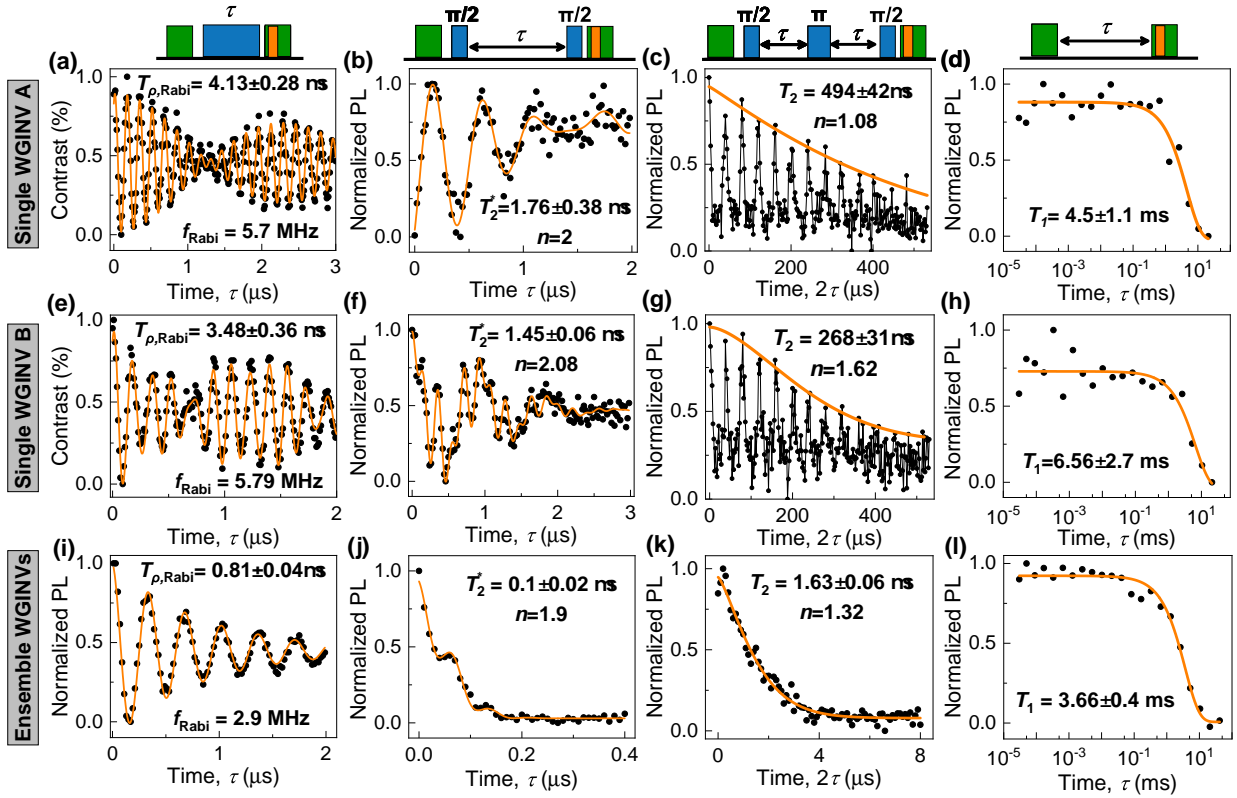 τ
π/2
π/2
τ
π/2
π
π/2
τ
τ
τ
Single WGINV A
(a)
Tρ,Rabi = 4.13±0.28 ns
fRabi = 5.7 MHz
Contrast (%)
1.0
0.5
0.0
0
1
2
3
Time, τ (μs)
(b)
T2*=1.76±0.38 ns
n=2
Normalized PL
1.0
0.5
0.0
0
1
2
Time τ (μs)
(c)
T2 = 494±42ns
n=1.08
Normalized PL
1.0
0.5
0.0
0
200
400
Time, 2τ (μs)
(d)
T1= 4.5±1.1 ms
Normalized PL
1.0
0.5
0.0
10-5
10-3
10-1
101
Time, τ (ms)
Single WGINV B
(e)
Tρ,Rabi = 3.48±0.36 ns
fRabi = 5.79 MHz
Contrast (%)
1.0
0.5
0.0
0
1
2
Time, τ (μs)
(f)
T2*= 1.45±0.06 ns
n=2.08
Normalized PL
1.0
0.5
0.0
0
1
2
3
Time, τ (μs)
(g)
T2 = 268±31ns
n=1.62
Normalized PL
1.0
0.5
0.0
0
200
400
Time, 2τ (μs)
(h)
T1=6.56±2.7 ms
Normalized PL
1.0
0.5
0.0
10-5
10-3
10-1
101
Time, τ (ms)
Ensemble WGINVs
(i)
Tρ,Rabi = 0.81±0.04ns
fRabi = 2.9 MHz
Normalized PL
1.0
0.5
0.0
0
1
2
Time, τ (μs)
(j)
T2* = 0.1±0.02 ns
n=1.9
Normalized PL
1.0
0.5
0.0
0.0
0.2
0.4
Time, τ (μs)
(k)
T2 = 1.63±0.06 ns
n=1.32
Normalized PL
1.0
0.5
0.0
0
4
8
Time, 2τ (μs)
(l)
T1 = 3.66±0.4 ms
Normalized PL
1.0
0.5
0.0
10-5
10-3
10-1
101
Time, τ (ms)